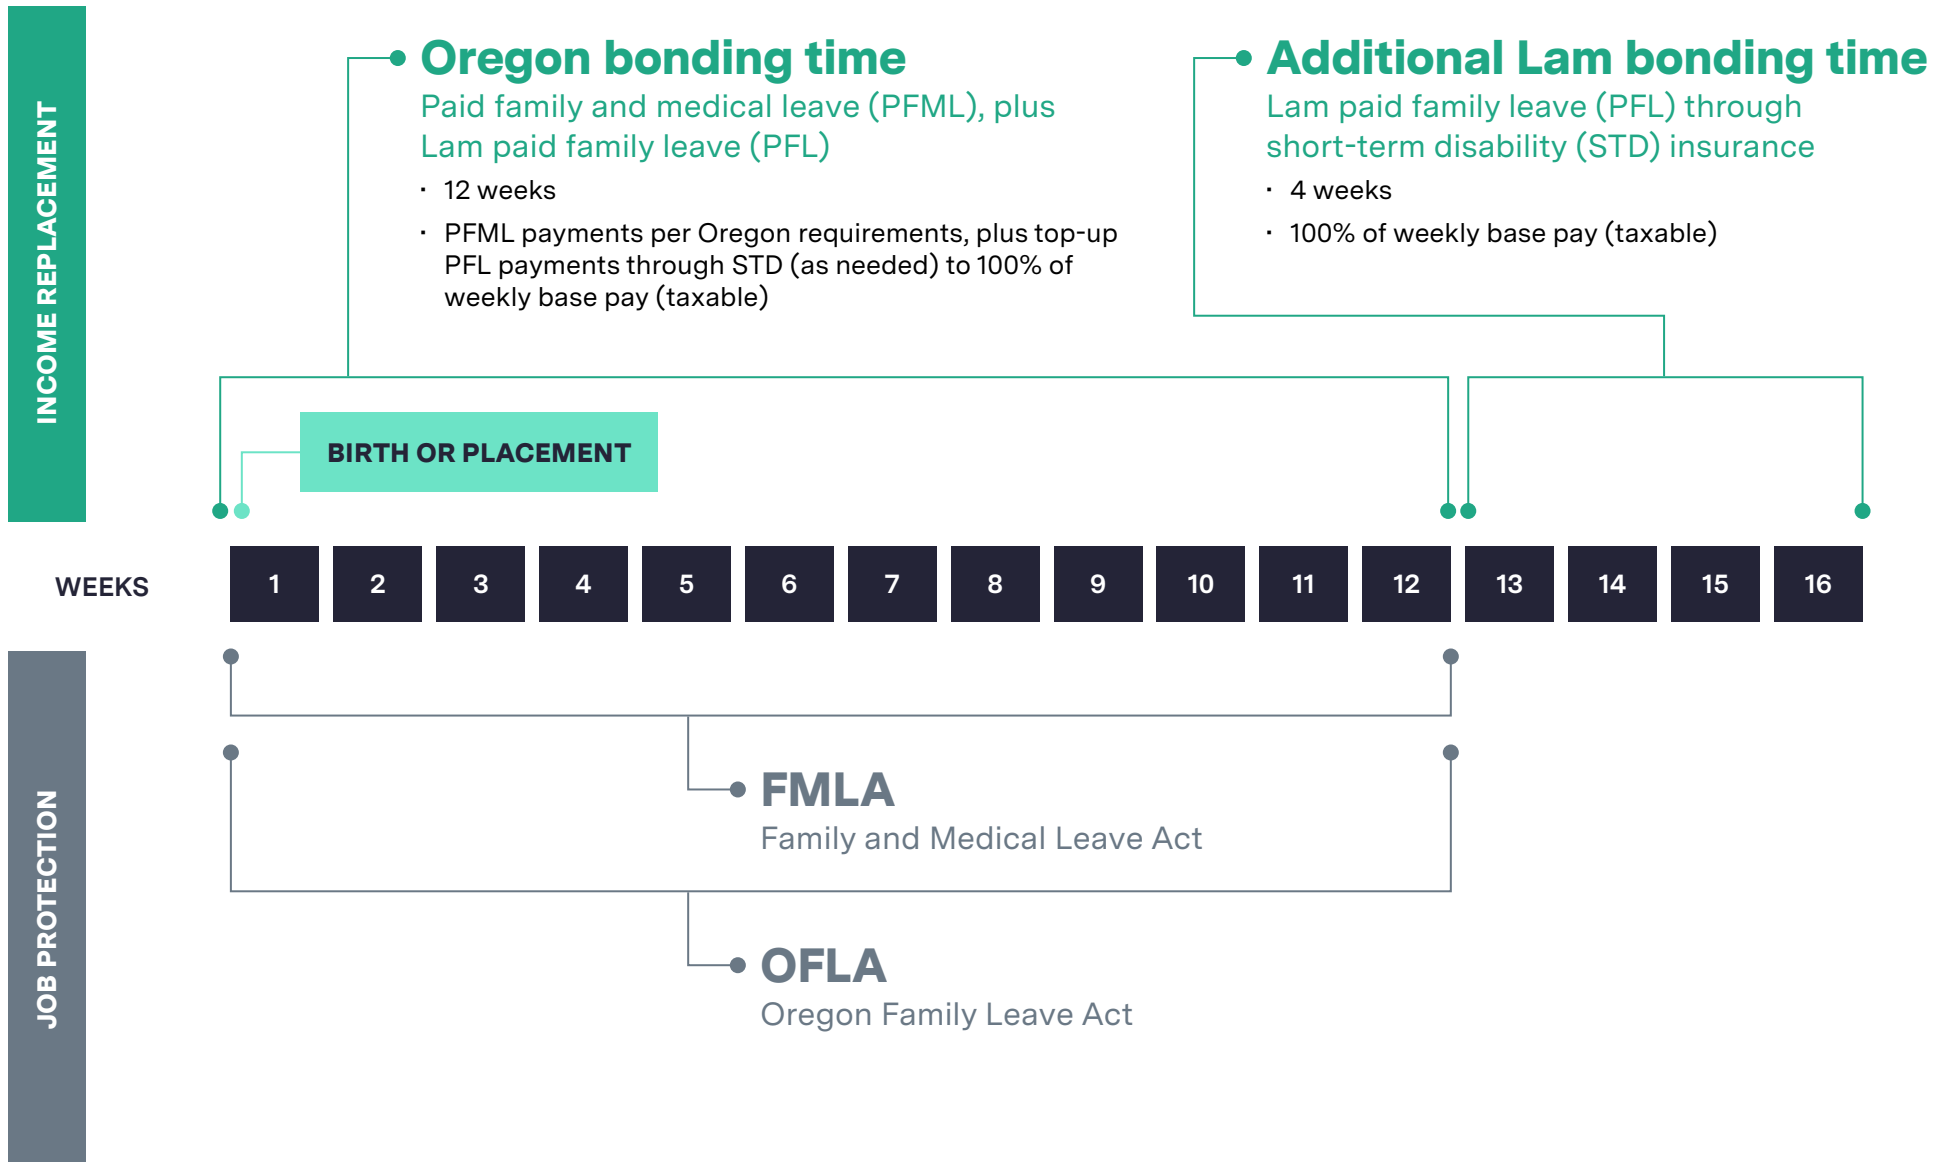 INCOME REPLACEMENT
Oregon bonding time
Paid family and medical leave (PFML), plus
Lam paid family leave (PFL)
· 12 weeks
· PFML payments per Oregon requirements, plus top-up
PFL payments through STD (as needed) to 100% of
weekly base pay (taxable)
Additional Lam bonding time
Lam paid family leave (PFL) through
short-term disability (STD) insurance
· 4 weeks
· 100% of weekly base pay (taxable)
BIRTH OR PLACEMENT
WEEKS 1 2 3 4 5 6 7 8 9 10 11 12 13 14 15 16
JOB PROTECTION
FMLA
Family and Medical Leave Act
OFLA
Oregon Family Leave Act